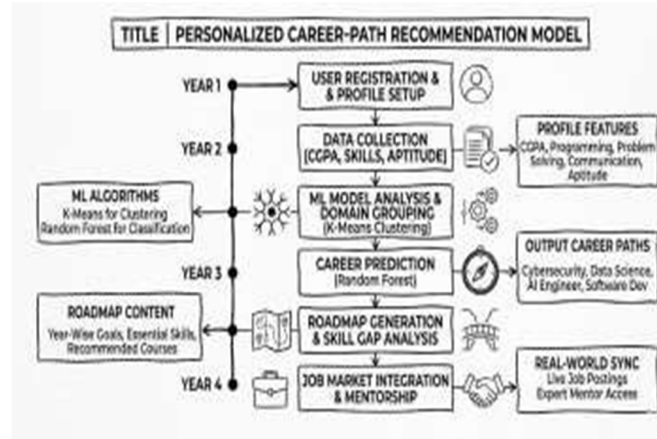 TITLE | PERSONALIZED CAREER-PATH RECOMMENDATION MODEL
YEAR 1
USER REGISTRATION &
& PROFILE SETUP
YEAR 2
DATA COLLECTION
(CGPA, SKILLS, APTITUDE)
PROFILE FEATURES
CGPA, Programming, Problem
Solving, Communication,
Aptitude
ML ALGORITHMS
K-Means for Clustering
Random Forest for Classification
ML MODEL ANALYSIS &
DOMAIN GROUPING
(K-Means Clustering)
YEAR 3
CAREER PREDICTION
(Random Forest)
OUTPUT CAREER PATHS
Cybersecurity, Data Science,
AI Engineer, Software Dev
ROADMAP CONTENT
Year-Wise Goals, Essential Skills,
Recommended Courses
ROADMAP GENERATION
& SKILL GAP ANALYSIS
YEAR 4
JOB MARKET INTEGRATION
& MENTORSHIP
REAL-WORLD SYNC
Live Job Postings
Expert Mentor Access